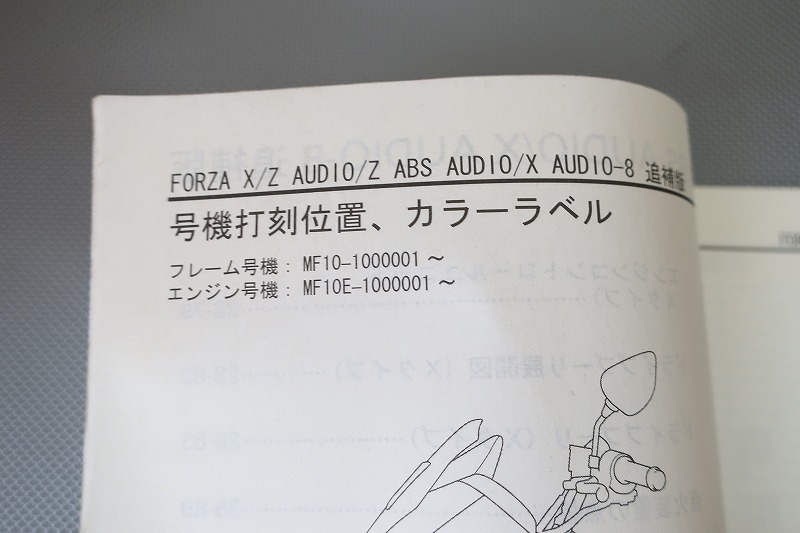 FORZA X/Z AUDIO/Z ABS AUDIO/X AUDIO-8 追補版
号機打刻位置、カラーラベル
フレーム号機： MF10-1000001 ～
エンジン号機： MF10E-1000001 ～